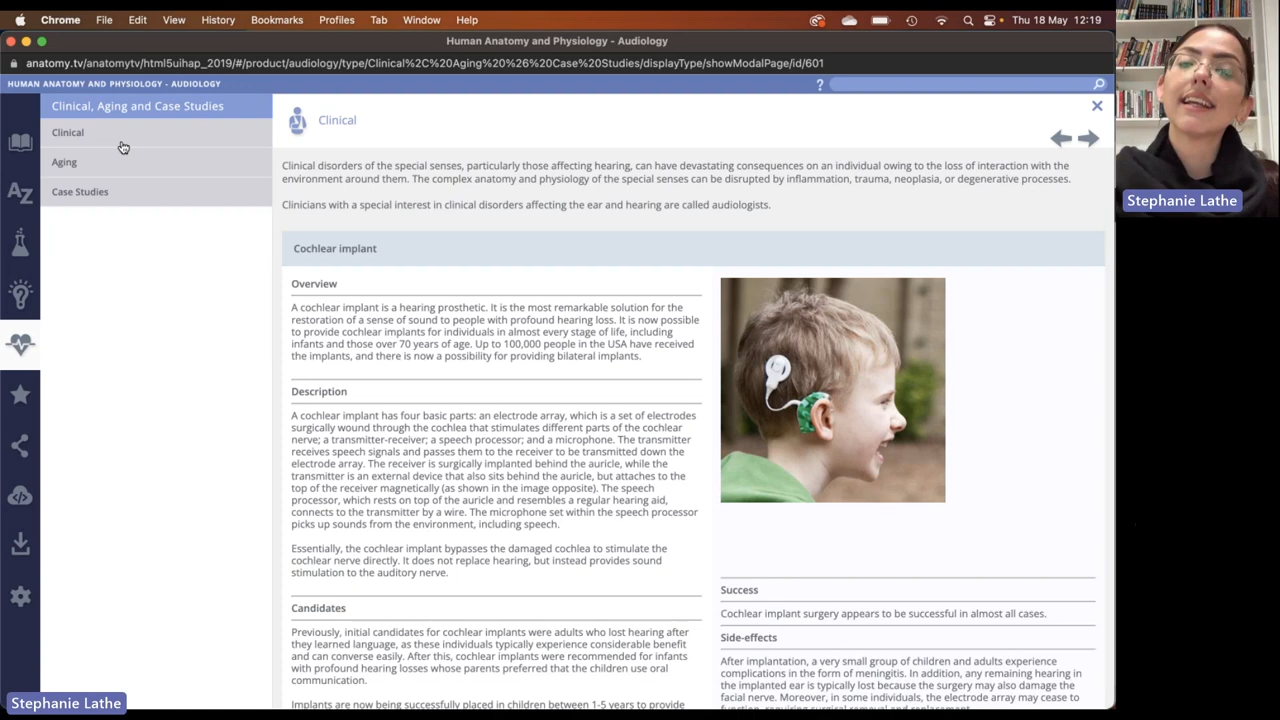 Chrome File Edit View History Bookmarks Profiles Tab Window Help Thu 18 May 12:19
Human Anatomy and Physiology - Audiology
anatomy.tv/anatomytv/html5uihap_2019/#/product/audiology/type/Clinical%2C%20Aging%20%26%20Case%20Studies/displayType/showModalPage/id/601
HUMAN ANATOMY AND PHYSIOLOGY - AUDIOLOGY
?
Clinical, Aging and Case Studies
Clinical
Aging
Case Studies
AZ
Clinical
Clinical disorders of the special senses, particularly those affecting hearing, can have devastating consequences on an individual owing to the loss of interaction with the
environment around them. The complex anatomy and physiology of the special senses can be disrupted by inflammation, trauma, neoplasia, or degenerative processes.
Clinicians with a special interest in clinical disorders affecting the ear and hearing are called audiologists.
Cochlear implant
Overview
A cochlear implant is a hearing prosthetic. It is the most remarkable solution for the
restoration of a sense of sound to people with profound hearing loss. It is now possible
to provide cochlear implants for individuals in almost every stage of life, including
infants and those over 70 years of age. Up to 100,000 people in the USA have received
the implants, and there is now a possibility for providing bilateral implants.
Description
A cochlear implant has four basic parts: an electrode array, which is a set of electrodes
surgically wound through the cochlea that stimulates different parts of the cochlear
nerve; a transmitter-receiver; a speech processor; and a microphone. The transmitter
receives speech signals and passes them to the receiver to be transmitted down the
electrode array. The receiver is surgically implanted behind the auricle, while the
transmitter is an external device that also sits behind the auricle, but attaches to the
top of the receiver magnetically (as shown in the image opposite). The speech
processor, which rests on top of the auricle and resembles a regular hearing aid,
connects to the transmitter by a wire. The microphone set within the speech processor
picks up sounds from the environment, including speech.
Essentially, the cochlear implant bypasses the damaged cochlea to stimulate the
cochlear nerve directly. It does not replace hearing, but instead provides sound
stimulation to the auditory nerve.
Candidates
Previously, initial candidates for cochlear implants were adults who lost hearing after
they learned language, as these individuals typically experience considerable benefit
and can converse easily. After this, cochlear implants were recommended for infants
with profound hearing losses whose parents preferred that the children use oral
communication.
Implants are now being successfully placed in children between 1-5 years to provide
Success
Cochlear implant surgery appears to be successful in almost all cases.
Side-effects
After implantation, a very small group of children and adults experience
complications in the form of meningitis. In addition, any remaining hearing in
the implanted ear is typically lost because the surgery may also damage the
facial nerve. Moreover, in some individuals, the electrode array may cease to
function, requiring surgical removal and replacement.
Stephanie Lathe
Stephanie Lathe